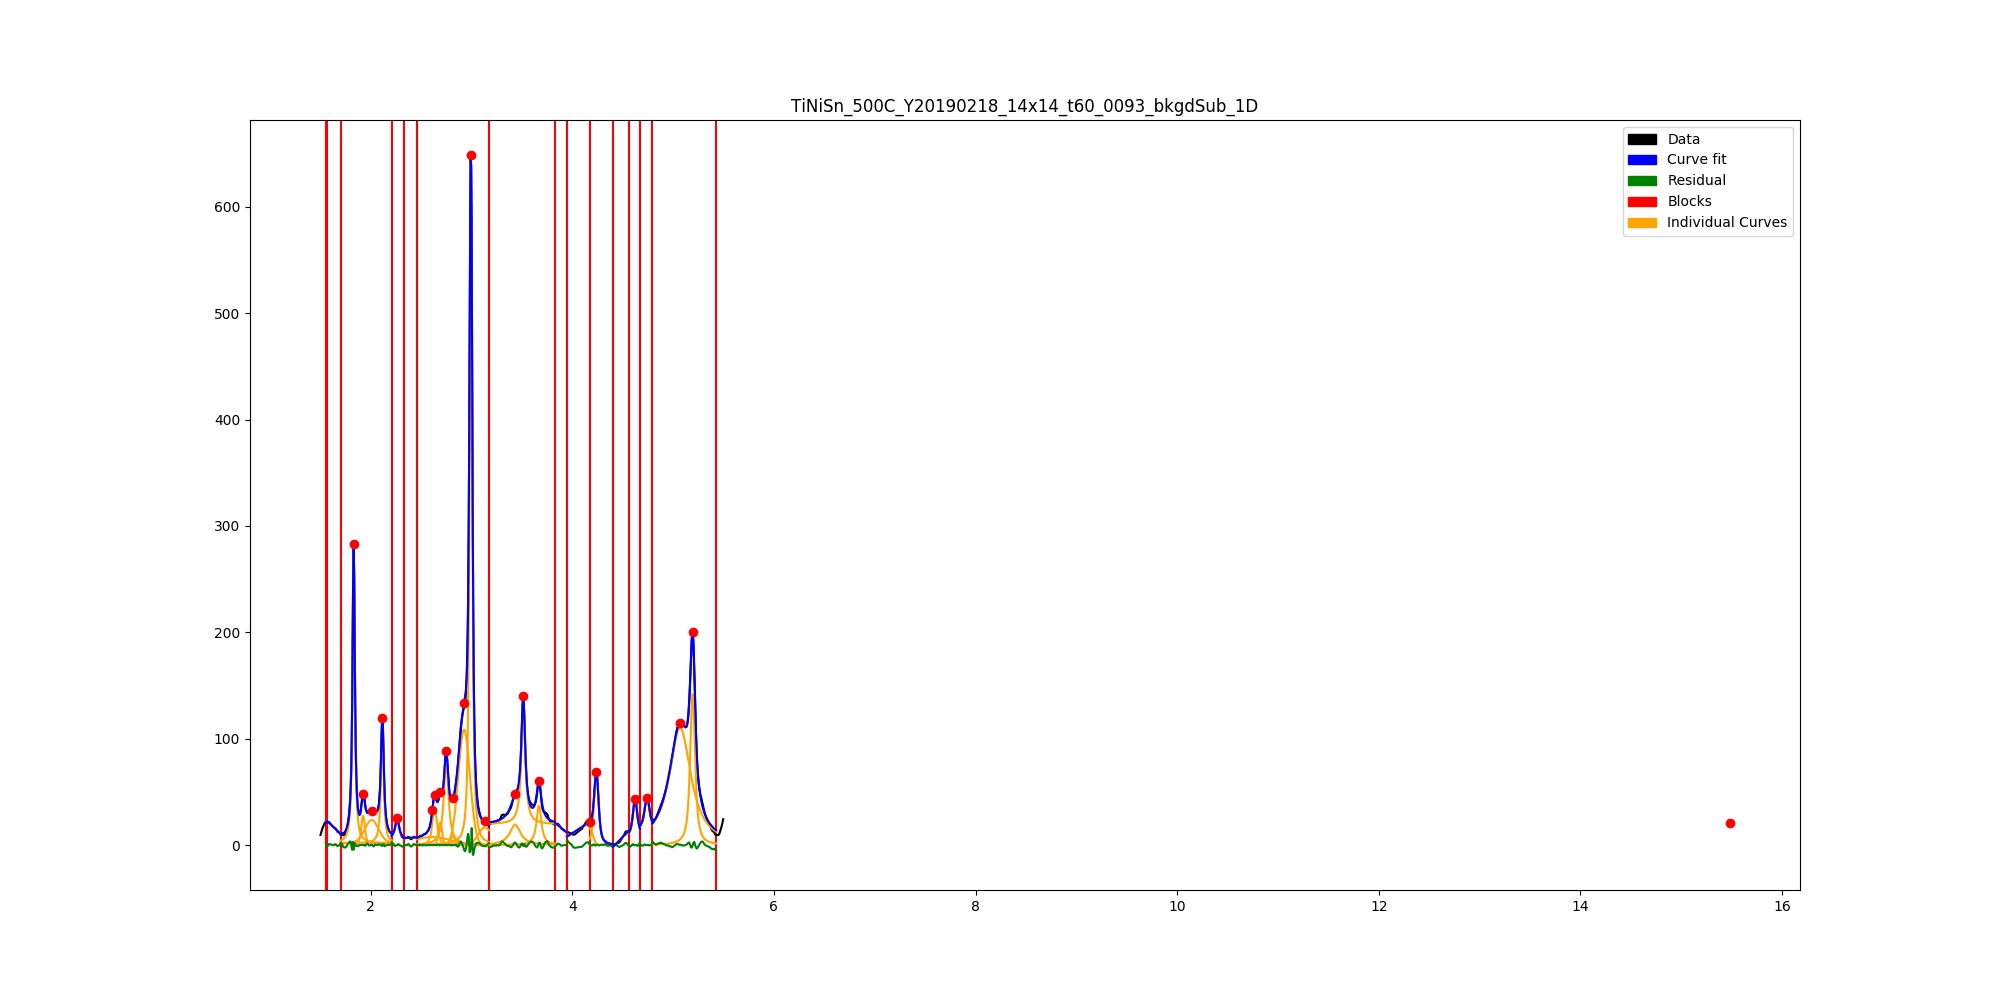 TiNiSn_500C_Y20190218_14x14_t60_0093_bkgdSub_1D
Data
Curve fit
Residual
Blocks
Individual Curves
600
500
400
300
200
100
0
2 4 6 8 10 12 14 16